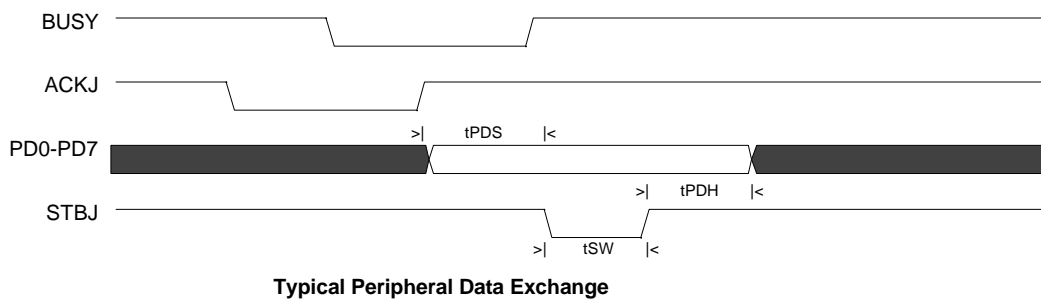 BUSY
ACKJ
>| tPDS |<
PD0-PD7
>| tPDH |<
STBJ
>| tSW |<
Typical Peripheral Data Exchange